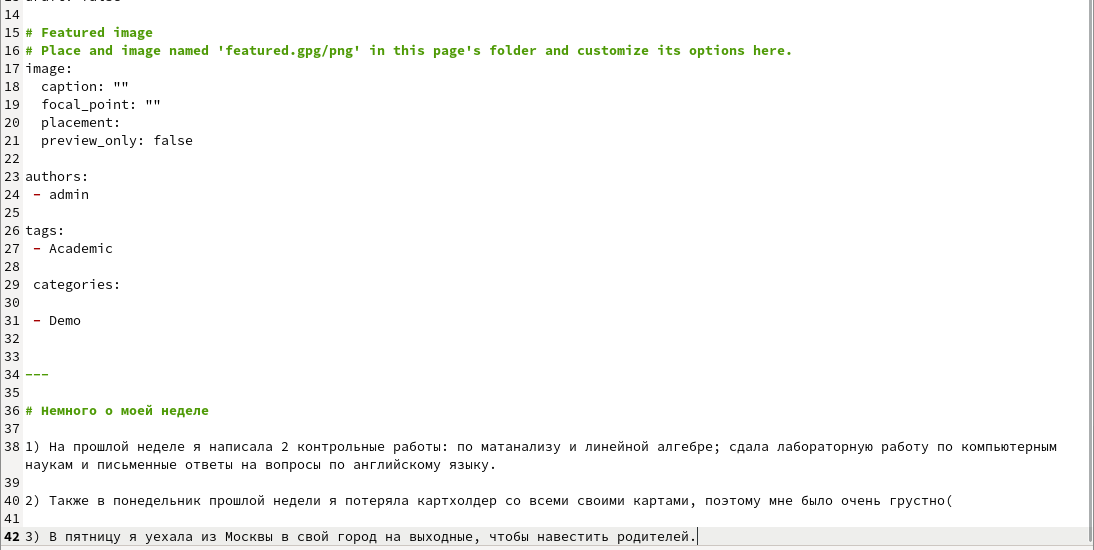 14
15 # Featured image
16 # Place and image named 'featured.gpg/png' in this page's folder and customize its options here.
17 image:
18   caption: ""
19   focal_point: ""
20   placement:
21   preview_only: false
22
23 authors:
24  - admin
25
26 tags:
27  - Academic
28
29  categories:
30
31  - Demo
32
33
34 ---
35
36 # Немного о моей неделе
37
38 1) На прошлой неделе я написала 2 контрольные работы: по матанализу и линейной алгебре; сдала лабораторную работу по компьютерным
наукам и письменные ответы на вопросы по английскому языку.
39
40 2) Также в понедельник прошлой недели я потеряла картхолдер со всеми своими картами, поэтому мне было очень грустно(
41
42 3) В пятницу я уехала из Москвы в свой город на выходные, чтобы навестить родителей.